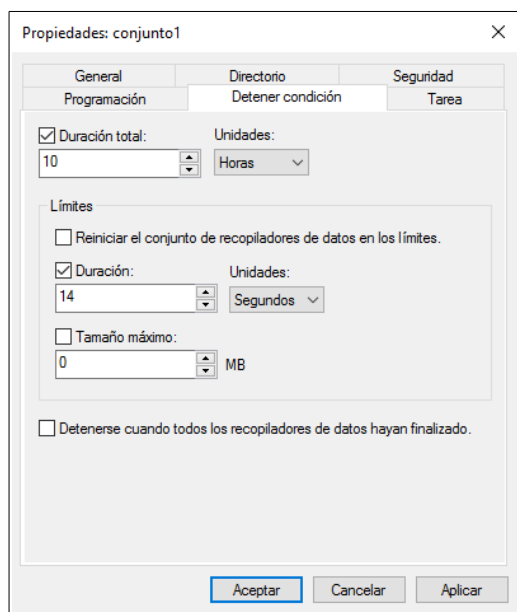 Propiedades: conjunto1
General Directorio Seguridad
Programación Detener condición Tarea
Duración total: Unidades:
10 Horas
Límites
Reiniciar el conjunto de recopiladores de datos en los límites.
Duración: Unidades:
14 Segundos
Tamaño máximo:
0 MB
Detenerse cuando todos los recopiladores de datos hayan finalizado.
Aceptar Cancelar Aplicar